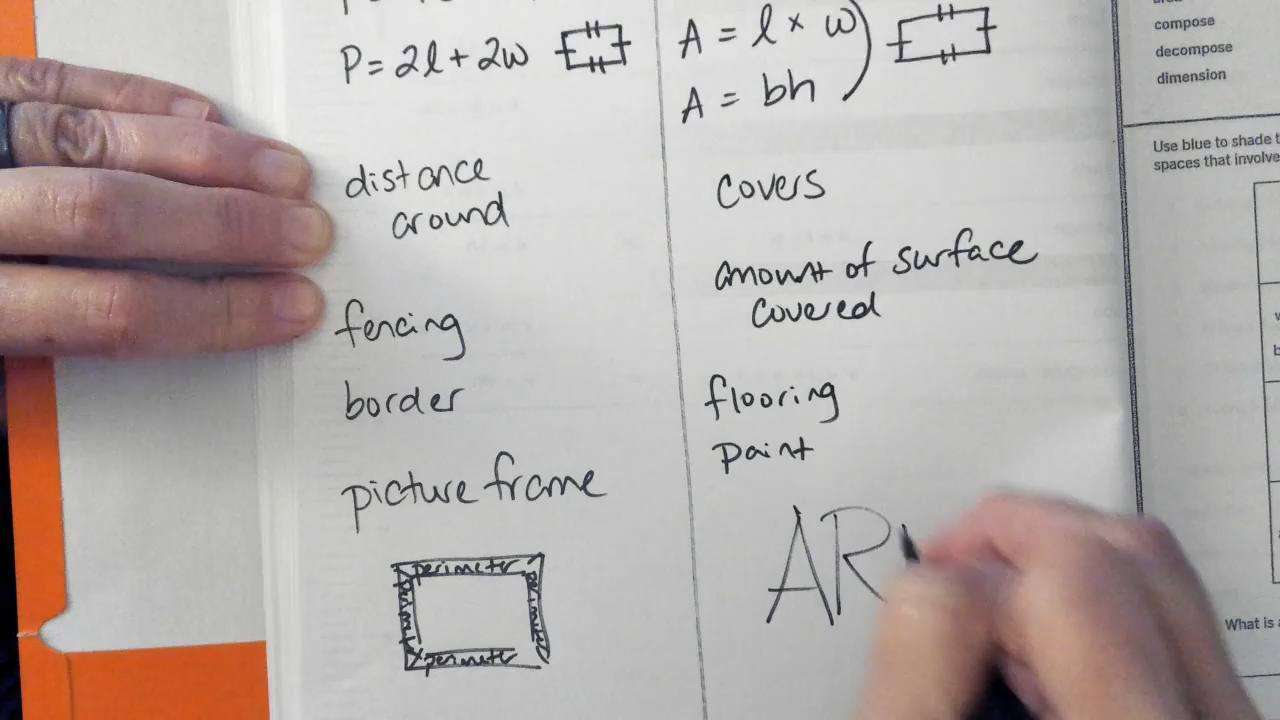 P = 2l + 2w
A = l × w
A = bh
distance
around
covers
amount of surface
covered
fencing
border
flooring
paint
picture frame
perimeter
perimeter
AR
compose
decompose
dimension
Use blue to shade
spaces that involve
What is